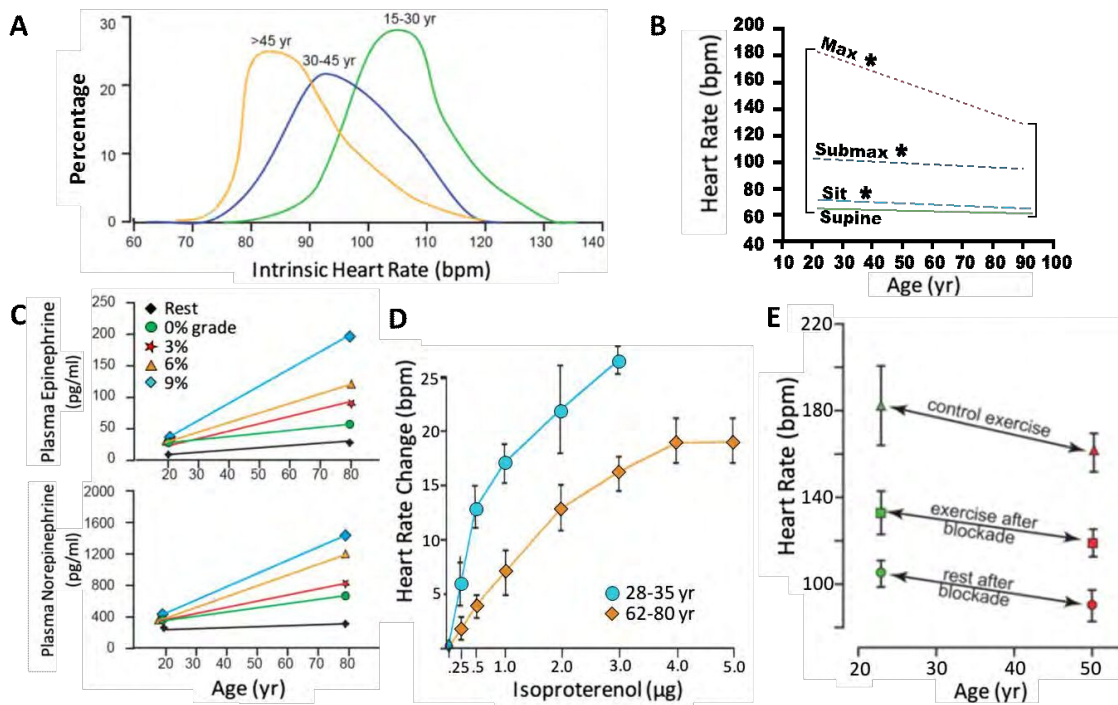 A
30
20
10
0
Percentage
>45 yr
30-45 yr
15-30 yr
60 70 80 90 100 110 120 130 140
Intrinsic Heart Rate (bpm)
B
200
180
160
140
120
100
80
60
40
Heart Rate (bpm)
Max *
Submax *
Sit *
Supine
10 20 30 40 50 60 70 80 90 100
Age (yr)
C
Plasma Epinephrine
(pg/ml)
250
200
150
100
50
0
Rest
0% grade
3%
6%
9%
20 30 40 50 60 70 80
Plasma Norepinephrine
(pg/ml)
2000
1600
1200
800
400
0
20 30 40 50 60 70 80
Age (yr)
D
Heart Rate Change (bpm)
25
20
15
10
5
28-35 yr
62-80 yr
.25 .5 1.0 2.0 3.0 4.0 5.0
Isoproterenol (µg)
E
Heart Rate (bpm)
220
180
140
100
control exercise
exercise after
blockade
rest after
blockade
20 30 40 50
Age (yr)